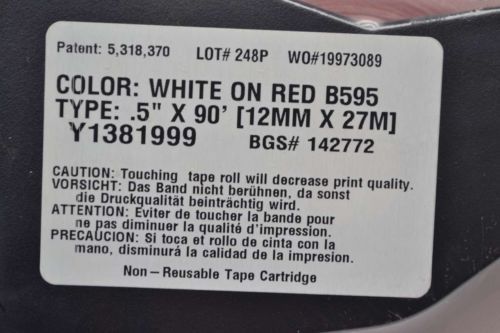 Patent: 5,318,370 LOT# 248P WO#19973089
COLOR: WHITE ON RED B595
TYPE: .5" X 90' [12MM X 27M]
Y1381999 BGS# 142772
CAUTION: Touching tape roll will decrease print quality.
VORSICHT: Das Band nicht berühnen, da sonst
die Druckqualität beinträchtig wird.
ATTENTION: Eviter de toucher la bande pour
ne pas diminuer la qualité d'impression.
PRECAUCION: Si toca et rollo de cinta con la
mano, disminurá la calidad de la impresion.
Non – Reusable Tape Cartridge